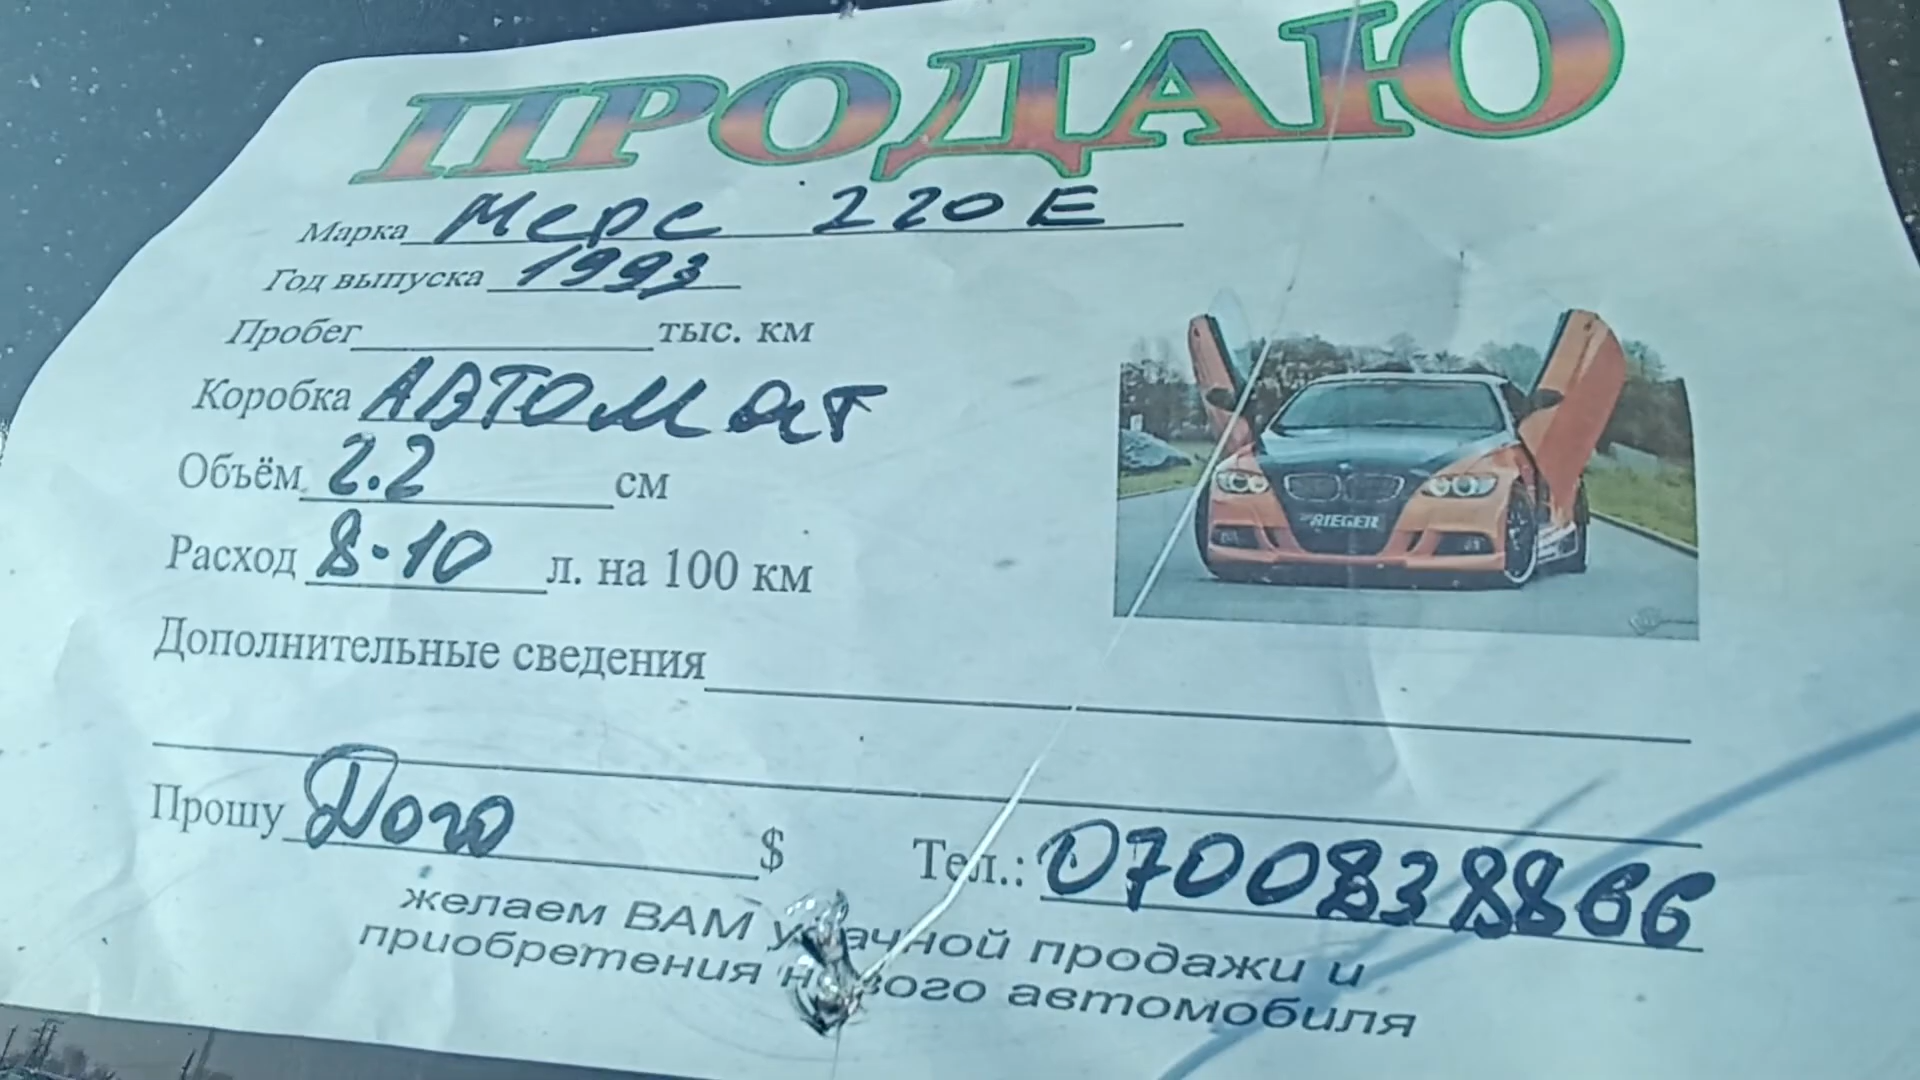 ПРОДАЮ
Марка Мерс 220 Е
Год выпуска 1993
Пробег тыс. км
Коробка АВТОМат
Объём 2.2 см
Расход 8-10 л. на 100 км
RIEGER
Дополнительные сведения
Прошу Дого $ Тел.: 0700838866
желаем ВАМ удачной продажи и
приобретения нового автомобиля